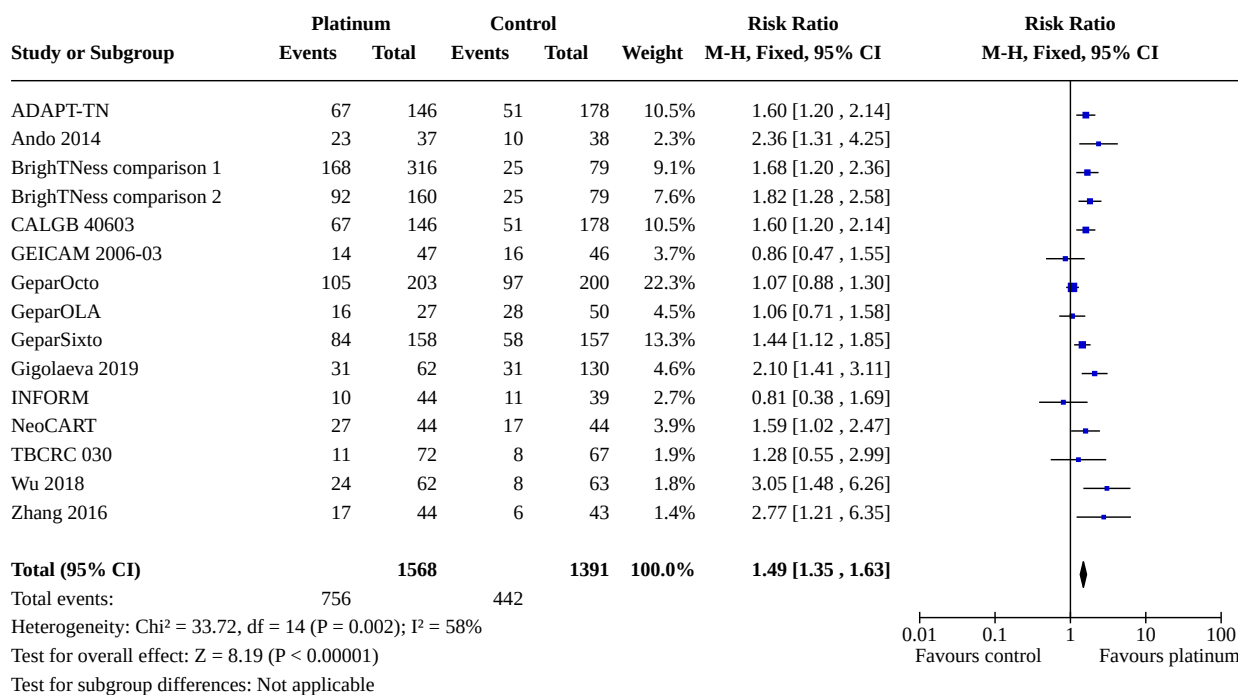 Platinum Control Risk Ratio Risk Ratio
Study or Subgroup Events Total Events Total Weight M-H, Fixed, 95% CI M-H, Fixed, 95% CI
ADAPT-TN 67 146 51 178 10.5% 1.60 [1.20 , 2.14]
Ando 2014 23 37 10 38 2.3% 2.36 [1.31 , 4.25]
BrighTNess comparison 1 168 316 25 79 9.1% 1.68 [1.20 , 2.36]
BrighTNess comparison 2 92 160 25 79 7.6% 1.82 [1.28 , 2.58]
CALGB 40603 67 146 51 178 10.5% 1.60 [1.20 , 2.14]
GEICAM 2006-03 14 47 16 46 3.7% 0.86 [0.47 , 1.55]
GeparOcto 105 203 97 200 22.3% 1.07 [0.88 , 1.30]
GeparOLA 16 27 28 50 4.5% 1.06 [0.71 , 1.58]
GeparSixto 84 158 58 157 13.3% 1.44 [1.12 , 1.85]
Gigolaeva 2019 31 62 31 130 4.6% 2.10 [1.41 , 3.11]
INFORM 10 44 11 39 2.7% 0.81 [0.38 , 1.69]
NeoCART 27 44 17 44 3.9% 1.59 [1.02 , 2.47]
TBCRC 030 11 72 8 67 1.9% 1.28 [0.55 , 2.99]
Wu 2018 24 62 8 63 1.8% 3.05 [1.48 , 6.26]
Zhang 2016 17 44 6 43 1.4% 2.77 [1.21 , 6.35]
Total (95% CI) 1568 1391 100.0% 1.49 [1.35 , 1.63]
Total events: 756 442
Heterogeneity: Chi² = 33.72, df = 14 (P = 0.002); I² = 58%
0.01 0.1 1 10 100
Test for overall effect: Z = 8.19 (P < 0.00001) Favours control Favours platinum
Test for subgroup differences: Not applicable